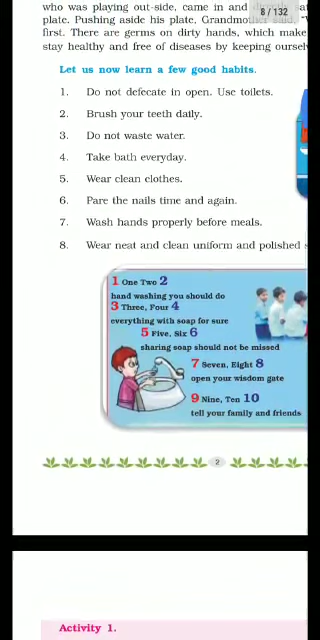 who was playing out-side, came in and directly at
plate. Pushing aside his plate, Grandmother said, "
first. There are germs on dirty hands, which make
stay healthy and free of diseases by keeping oursel
8 / 132
Let us now learn a few good habits.
1. Do not defecate in open. Use toilets.
2. Brush your teeth daily.
3. Do not waste water.
4. Take bath everyday.
5. Wear clean clothes.
6. Pare the nails time and again.
7. Wash hands properly before meals.
8. Wear neat and clean uniform and polished
1 One Two 2
hand washing you should do
3 Three, Four 4
everything with soap for sure
5 Five, Six 6
sharing soap should not be missed
7 Seven, Eight 8
open your wisdom gate
9 Nine, Ten 10
tell your family and friends
2
Activity 1.